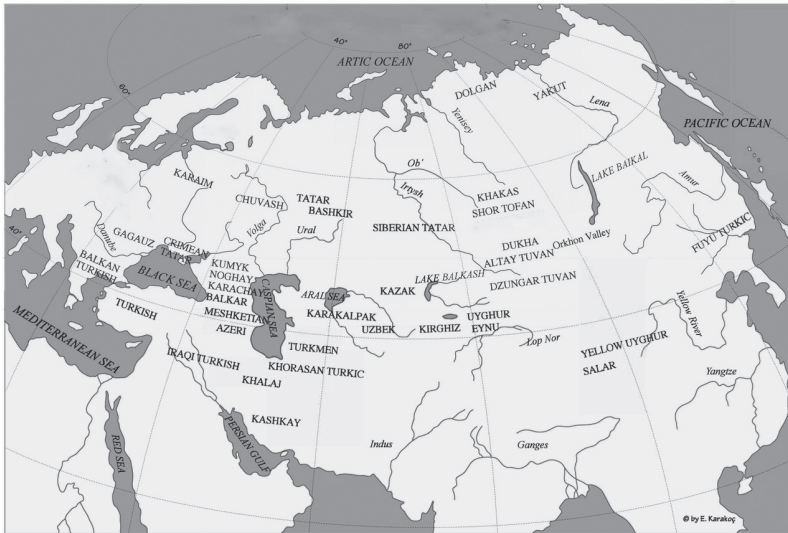 40°
80°
ARTIC OCEAN
60°
DOLGAN
YAKUT
Lena
Yenisey
PACIFIC OCEAN
Ob'
LAKE BAIKAL
Amur
KARAIM
Irtysh
CHUVASH
TATAR
BASHKIR
KHAKAS
SHOR TOFAN
Volga
Ural
SIBERIAN TATAR
FUYU TURKIC
40°
Danube
GAGAUZ
CRIMEAN
TATAR
DUKHA
Orkhon Valley
ALTAY TUVAN
BALKAN
TURKISH
BLACK SEA
KUMYK
NOGHAY
KARACHAY
BALKAR
MESHKETIAN
AZERI
CASPIAN SEA
ARAL SEA
KAZAK
LAKE BALKASH
DZUNGAR TUVAN
TURKISH
KARAKALPAK
UZBEK
KIRGHIZ
UYGHUR
EYNU
Lop Nor
Yellow River
MEDITERRANEAN SEA
TURKMEN
YELLOW UYGHUR
SALAR
IRAQI TURKISH
KHORASAN TURKIC
KHALAJ
Yangtze
KASHKAY
RED SEA
PERSIAN GULF
Indus
Ganges
© by E. Karakoç